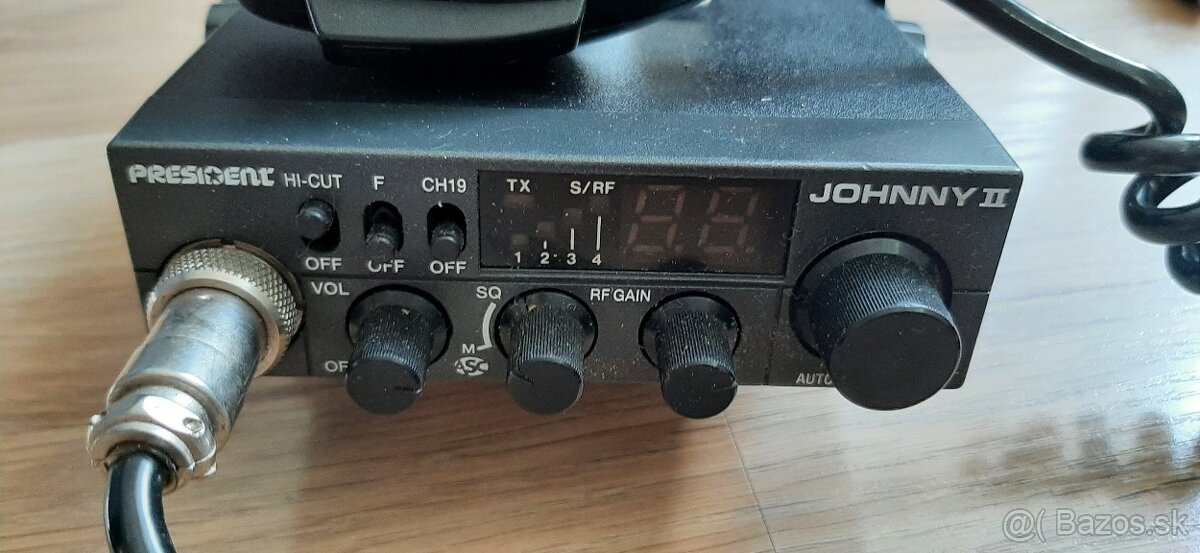 PRESIDENT HI-CUT F CH19 TX S/RF JOHNNY II
OFF OFF OFF 1 2 3 4
VOL SQ RF GAIN
M
ASC
AUTO
@( Bazos.sk